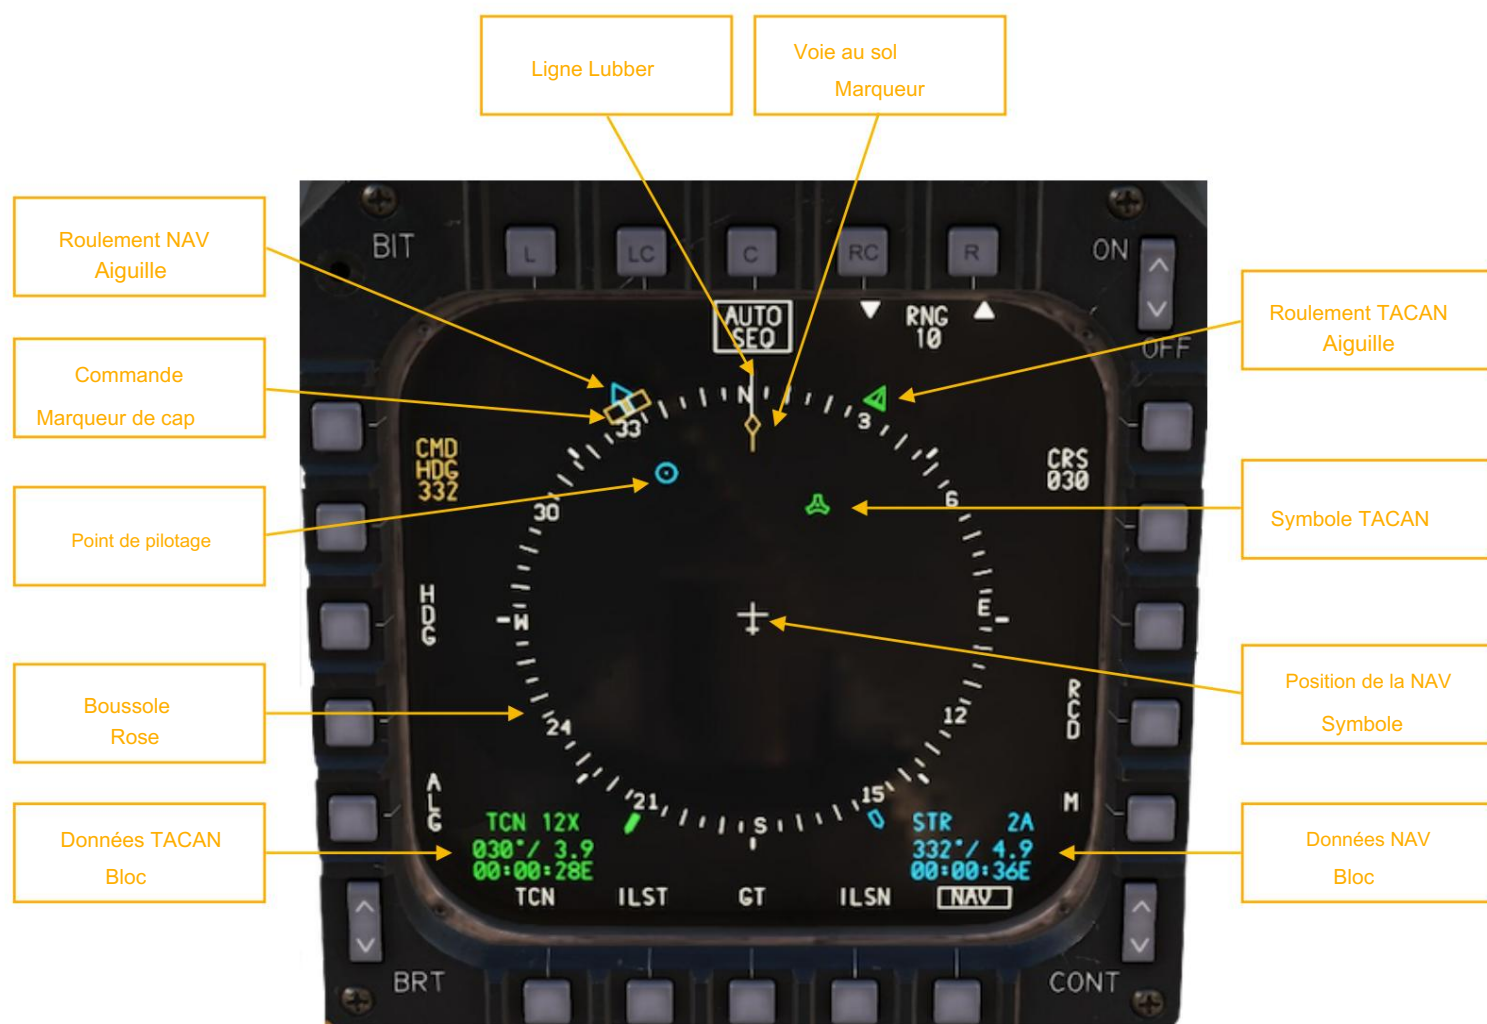 Ligne Lubber
Voie au sol
Marqueur
Roulement NAV
Aiguille
Commande
Marqueur de cap
Point de pilotage
Boussole
Rose
Données TACAN
Bloc
Roulement TACAN
Aiguille
Symbole TACAN
Position de la NAV
Symbole
Données NAV
Bloc
BIT
L
LC
C
RC
R
ON
OFF
AUTO
SEQ
RNG
10
N
3
6
E
12
15
S
21
24
W
30
33
CMD
HDG
332
CRS
030
HDG
RCD
ALG
M
TCN 12X
030°/ 3.9
00:00:28E
STR 2A
332°/ 4.9
00:00:36E
TCN
ILST
GT
ILSN
NAV
BRT
CONT